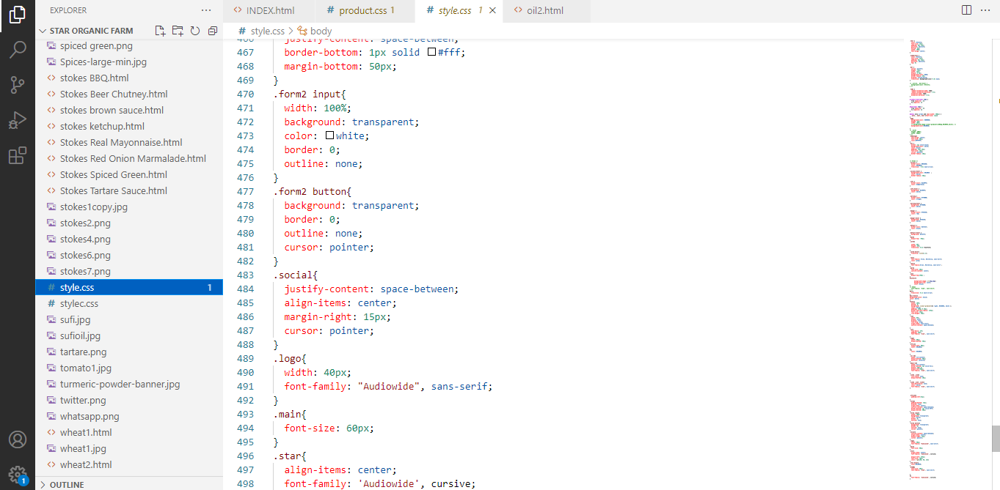 EXPLORER
STAR ORGANIC FARM
spiced green.png
Spices-large-min.jpg
stokes BBQ.html
Stokes Beer Chutney.html
stokes brown sauce.html
stokes ketchup.html
Stokes Real Mayonnaise.html
Stokes Red Onion Marmalade.html
Stokes Spiced Green.html
Stokes Tartare Sauce.html
stokes1copy.jpg
stokes2.png
stokes4.png
stokes6.png
stokes7.png
# style.css 1
# stylec.css
sufi.jpg
sufioil.jpg
tartare.png
tomato1.jpg
turmeric-powder-banner.jpg
twitter.png
whatsapp.png
wheat1.html
wheat1.jpg
wheat2.html
OUTLINE
1
INDEX.html # product.css 1 # style.css 1 oil2.html
# style.css > body
466 justify-content: space-between;
467 border-bottom: 1px solid #fff;
468 margin-bottom: 50px;
469 }
470 .form2 input{
471 width: 100%;
472 background: transparent;
473 color: white;
474 border: 0;
475 outline: none;
476 }
477 .form2 button{
478 background: transparent;
479 border: 0;
480 outline: none;
481 cursor: pointer;
482 }
483 .social{
484 justify-content: space-between;
485 align-items: center;
486 margin-right: 15px;
487 cursor: pointer;
488 }
489 .logo{
490 width: 40px;
491 font-family: "Audiowide", sans-serif;
492 }
493 .main{
494 font-size: 60px;
495 }
496 .star{
497 align-items: center;
498 font-family: 'Audiowide', cursive;